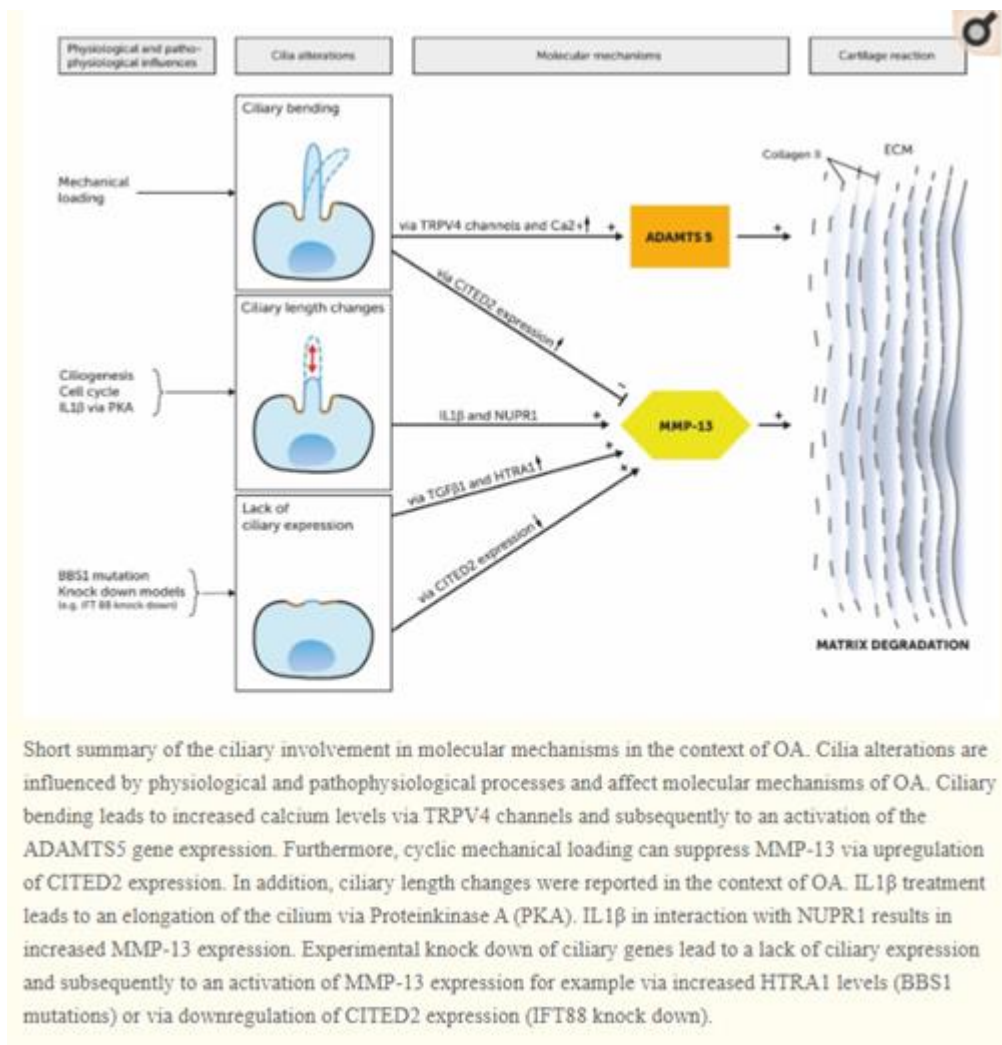 Physiological and patho-
physiological influences
Cilia alterations
Molecular mechanisms
Cartilage reaction
Ciliary bending
Mechanical
loading
via TRPV4 channels and Ca2+
+
ADAMTS 5
+
Collagen II
ECM
via CITED2 expression
-
Ciliary length changes
Ciliogenesis
Cell cycle
IL1β via PKA
IL1β and NUPR1
+
MMP-13
+
via TGFβ1 and HTRA1
+
Lack of
ciliary expression
via CITED2 expression
+
BBS1 mutation
Knock down models
(e.g. IFT 88 knock down)
MATRIX DEGRADATION
Short summary of the ciliary involvement in molecular mechanisms in the context of OA. Cilia alterations are
influenced by physiological and pathophysiological processes and affect molecular mechanisms of OA. Ciliary
bending leads to increased calcium levels via TRPV4 channels and subsequently to an activation of the
ADAMTS5 gene expression. Furthermore, cyclic mechanical loading can suppress MMP-13 via upregulation
of CITED2 expression. In addition, ciliary length changes were reported in the context of OA. IL1β treatment
leads to an elongation of the cilium via Proteinkinase A (PKA). IL1β in interaction with NUPR1 results in
increased MMP-13 expression. Experimental knock down of ciliary genes lead to a lack of ciliary expression
and subsequently to an activation of MMP-13 expression for example via increased HTRA1 levels (BBS1
mutations) or via downregulation of CITED2 expression (IFT88 knock down).